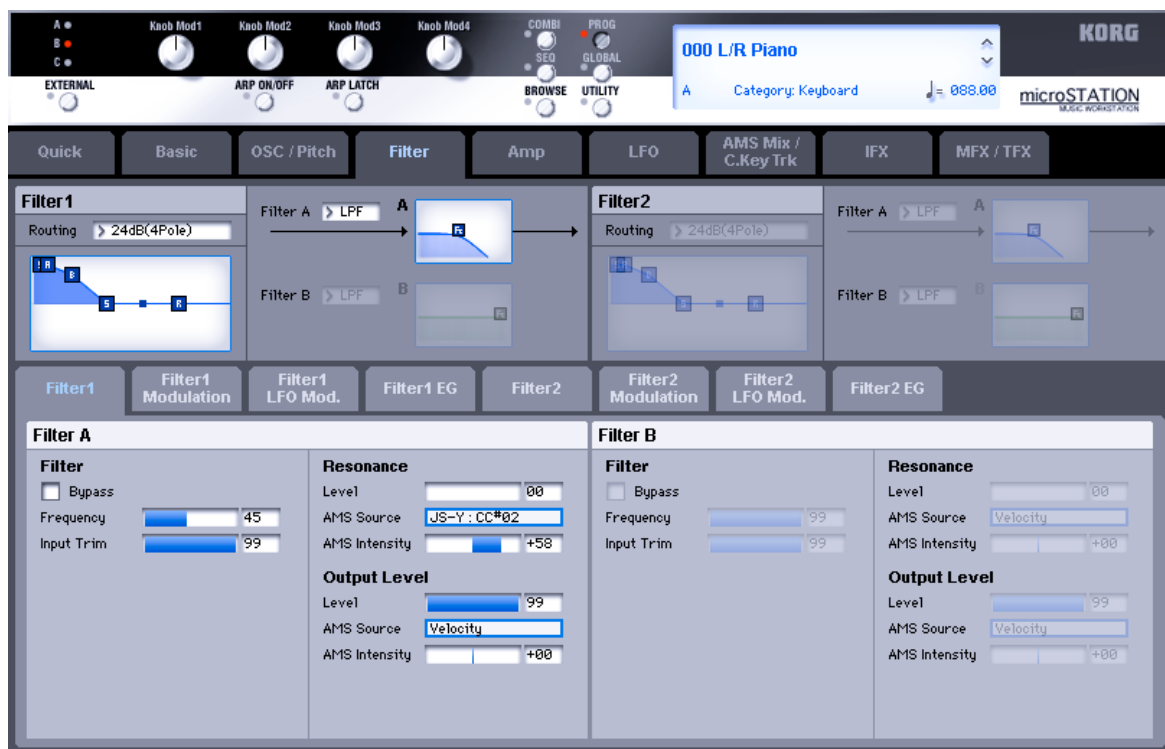 A
B
C
Knob Mod1 Knob Mod2 Knob Mod3 Knob Mod4
COMBI PROG
SEQ GLOBAL
KORG
000 L/R Piano
EXTERNAL ARP ON/OFF ARP LATCH
BROWSE UTILITY
A Category: Keyboard ♩= 088.00
microSTATION
MUSIC WORKSTATION
Quick Basic OSC / Pitch Filter Amp LFO AMS Mix / C.Key Trk IFX MFX / TFX
Filter1
Routing 24dB(4Pole)
! A B S R
Filter A LPF A Fc
Filter B LPF B Fc
Filter2
Routing 24dB(4Pole)
! A B S R
Filter A LPF A Fc
Filter B LPF B Fc
Filter1 Filter1 Modulation Filter1 LFO Mod. Filter1 EG Filter2 Filter2 Modulation Filter2 LFO Mod. Filter2 EG
Filter A
Filter
Bypass
Frequency 45
Input Trim 99
Resonance
Level 00
AMS Source JS-Y:CC#02
AMS Intensity +58
Output Level
Level 99
AMS Source Velocity
AMS Intensity +00
Filter B
Filter
Bypass
Frequency 99
Input Trim 99
Resonance
Level 00
AMS Source Velocity
AMS Intensity +00
Output Level
Level 99
AMS Source Velocity
AMS Intensity +00